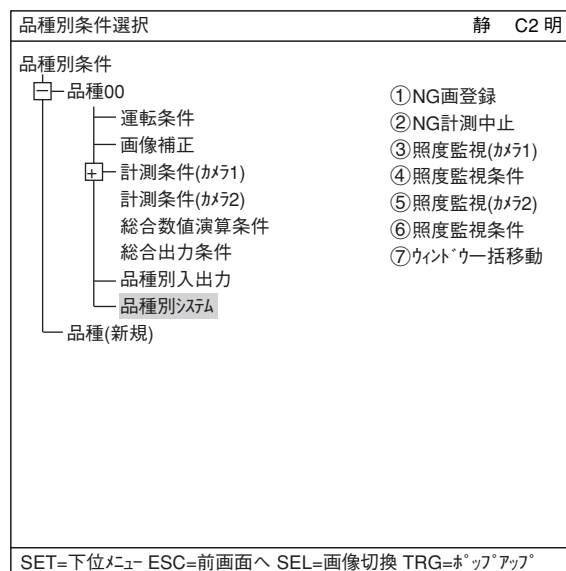 品種別条件選択 静 C2 明
品種別条件
品種00
運転条件
画像補正
計測条件(ｶﾒﾗ1)
計測条件(ｶﾒﾗ2)
総合数値演算条件
総合出力条件
品種別入出力
品種別ｼｽﾃﾑ
品種(新規)
①NG画登録
②NG計測中止
③照度監視(ｶﾒﾗ1)
④照度監視条件
⑤照度監視(ｶﾒﾗ2)
⑥照度監視条件
⑦ｳｨﾝﾄﾞｳ一括移動
SET=下位ﾒﾆｭｰ ESC=前画面へ SEL=画像切換 TRG=ﾎﾟｯﾌﾟｱｯﾌﾟ